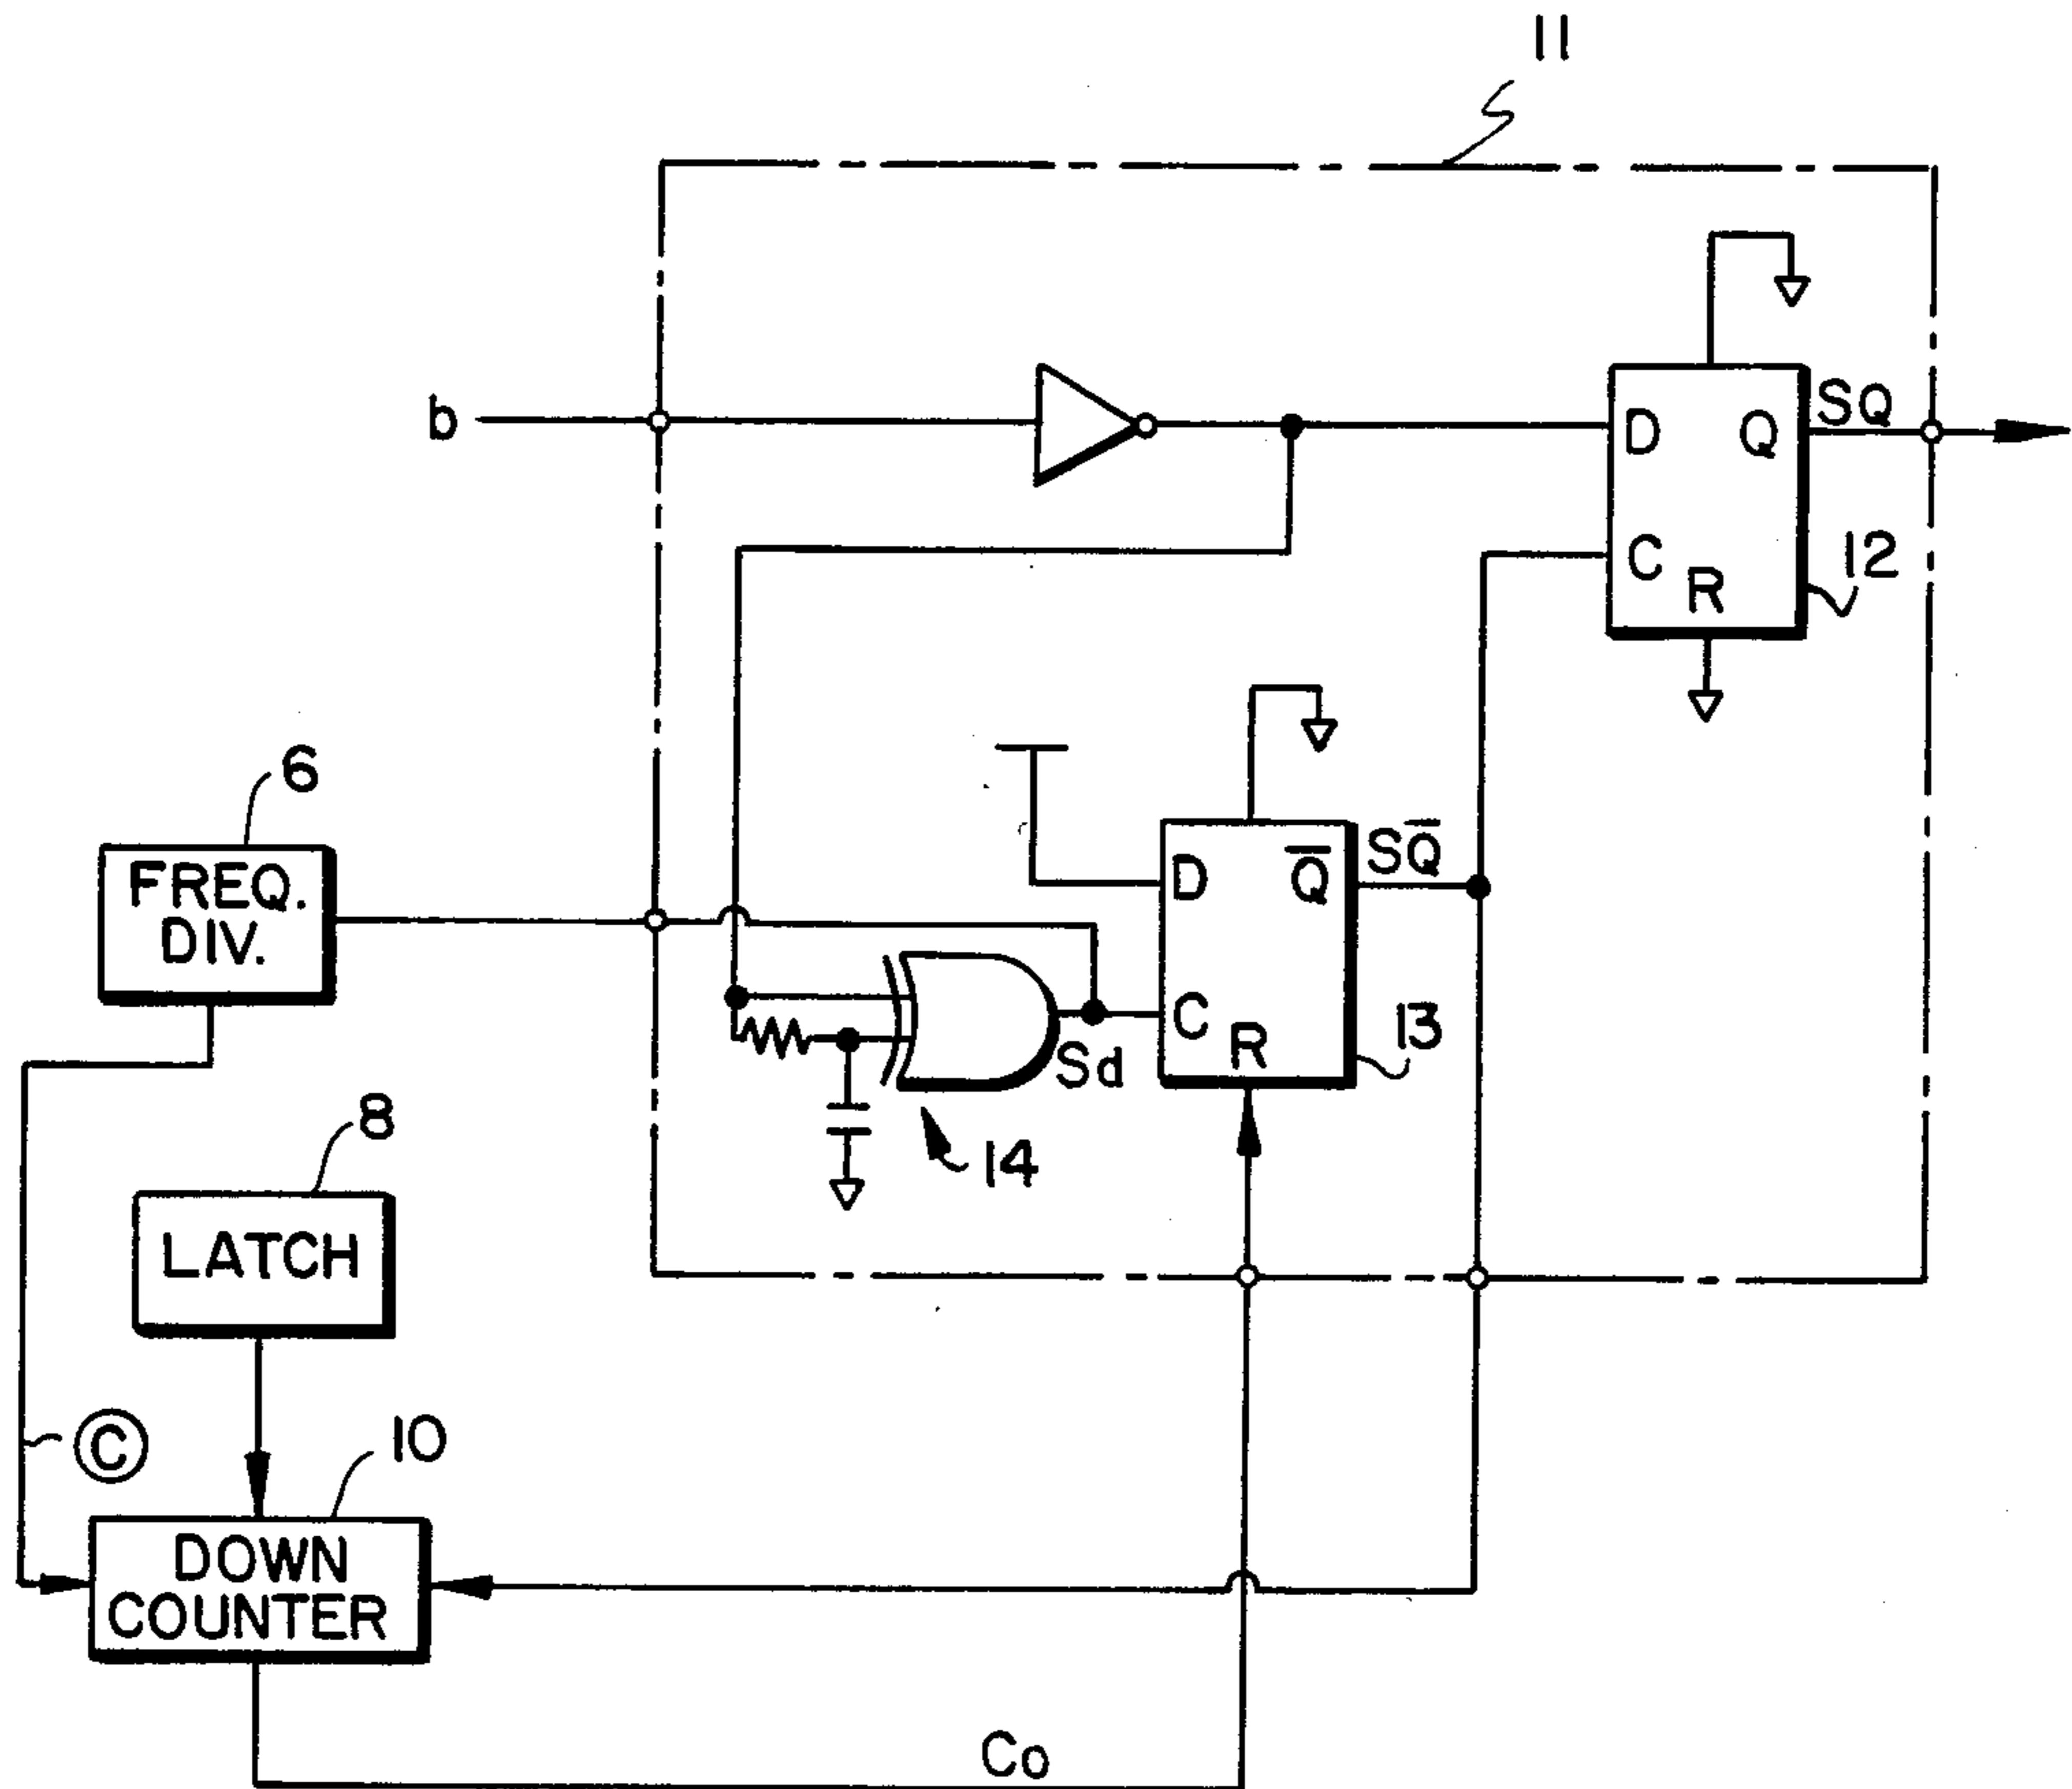 11
b
D
Q
SQ
C
R
12
6
FREQ.
DIV.
D
Q̅
SQ̅
C
R
Sd
13
14
8
LATCH
C
10
DOWN
COUNTER
Co